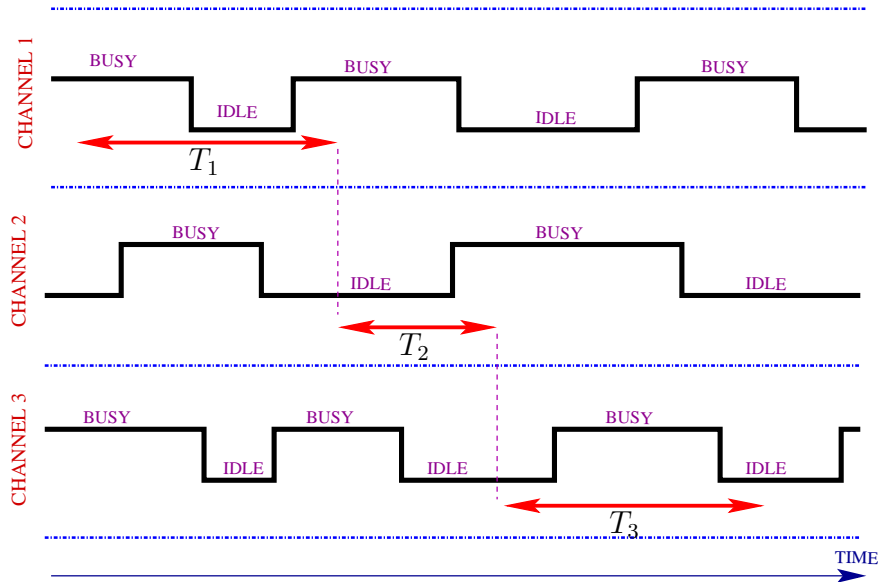 CHANNEL 1
BUSY
IDLE
BUSY
IDLE
BUSY
T1
CHANNEL 2
BUSY
IDLE
BUSY
IDLE
T2
CHANNEL 3
BUSY
IDLE
BUSY
IDLE
BUSY
IDLE
T3
TIME